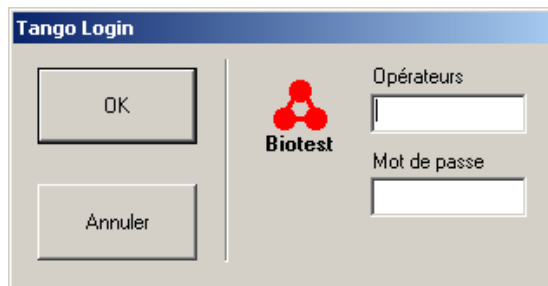 Tango Login
OK
Annuler
Biotest
Opérateurs
Mot de passe